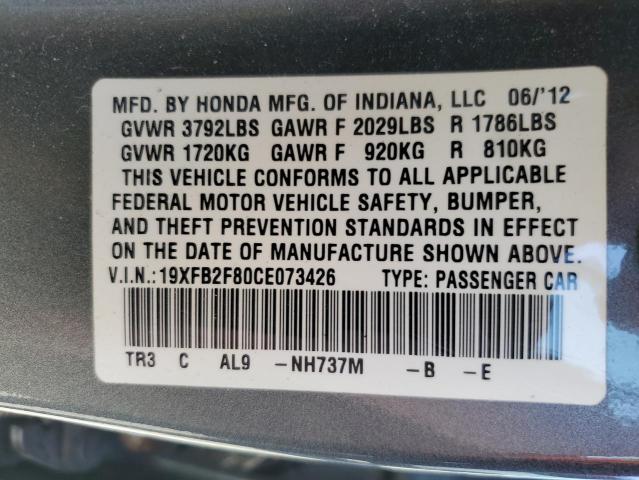 MFD. BY HONDA MFG. OF INDIANA, LLC 06/'12
GVWR 3792LBS GAWR F 2029LBS R 1786LBS
GVWR 1720KG GAWR F 920KG R 810KG
THIS VEHICLE CONFORMS TO ALL APPLICABLE
FEDERAL MOTOR VEHICLE SAFETY, BUMPER,
AND THEFT PREVENTION STANDARDS IN EFFECT
ON THE DATE OF MANUFACTURE SHOWN ABOVE.
V.I.N.:19XFB2F80CE073426 TYPE: PASSENGER CAR
TR3 C AL9 -NH737M -B -E